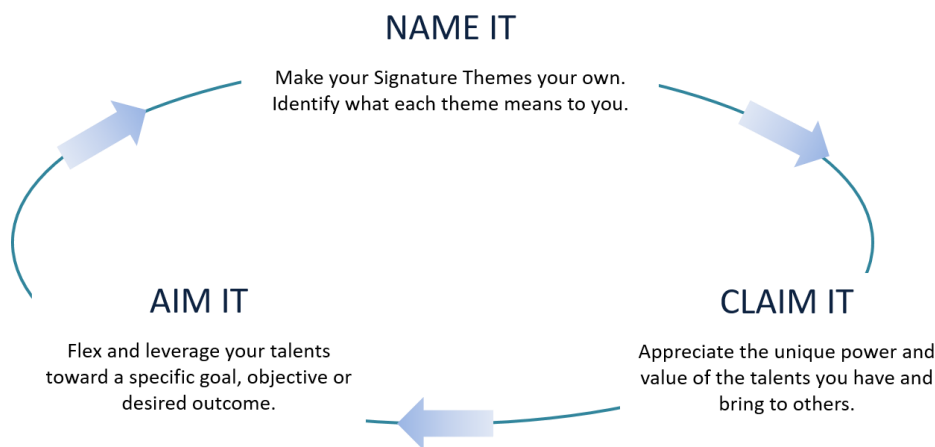 NAME IT
Make your Signature Themes your own.
Identify what each theme means to you.
AIM IT
Flex and leverage your talents
toward a specific goal, objective or
desired outcome.
CLAIM IT
Appreciate the unique power and
value of the talents you have and
bring to others.